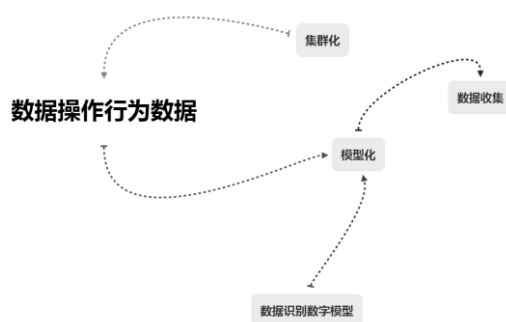 集群化
数据收集
数据操作行为数据
模型化
数据识别数字模型